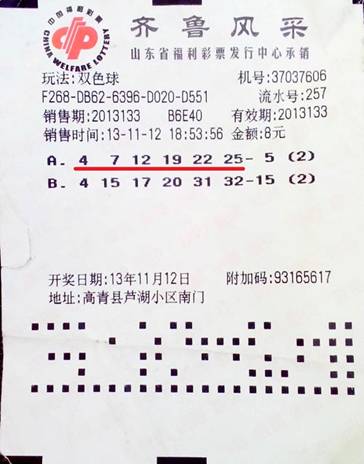 中国福利彩票
CHINA WELFARE LOTTERY
齐鲁风采
山东省福利彩票发行中心承销
玩法:双色球 机号:37037606
F268-DB62-6396-D020-D551 流水号:257
销售期:2013133 B6E40 有效期:2013133
销售时间:13-11-12 18:53:56 金额:8元
A. 4 7 12 19 22 25- 5 (2)
B. 4 15 17 20 31 32-15 (2)
开奖日期:13年11月12日 附加码:93165617
地址:高青县芦湖小区南门